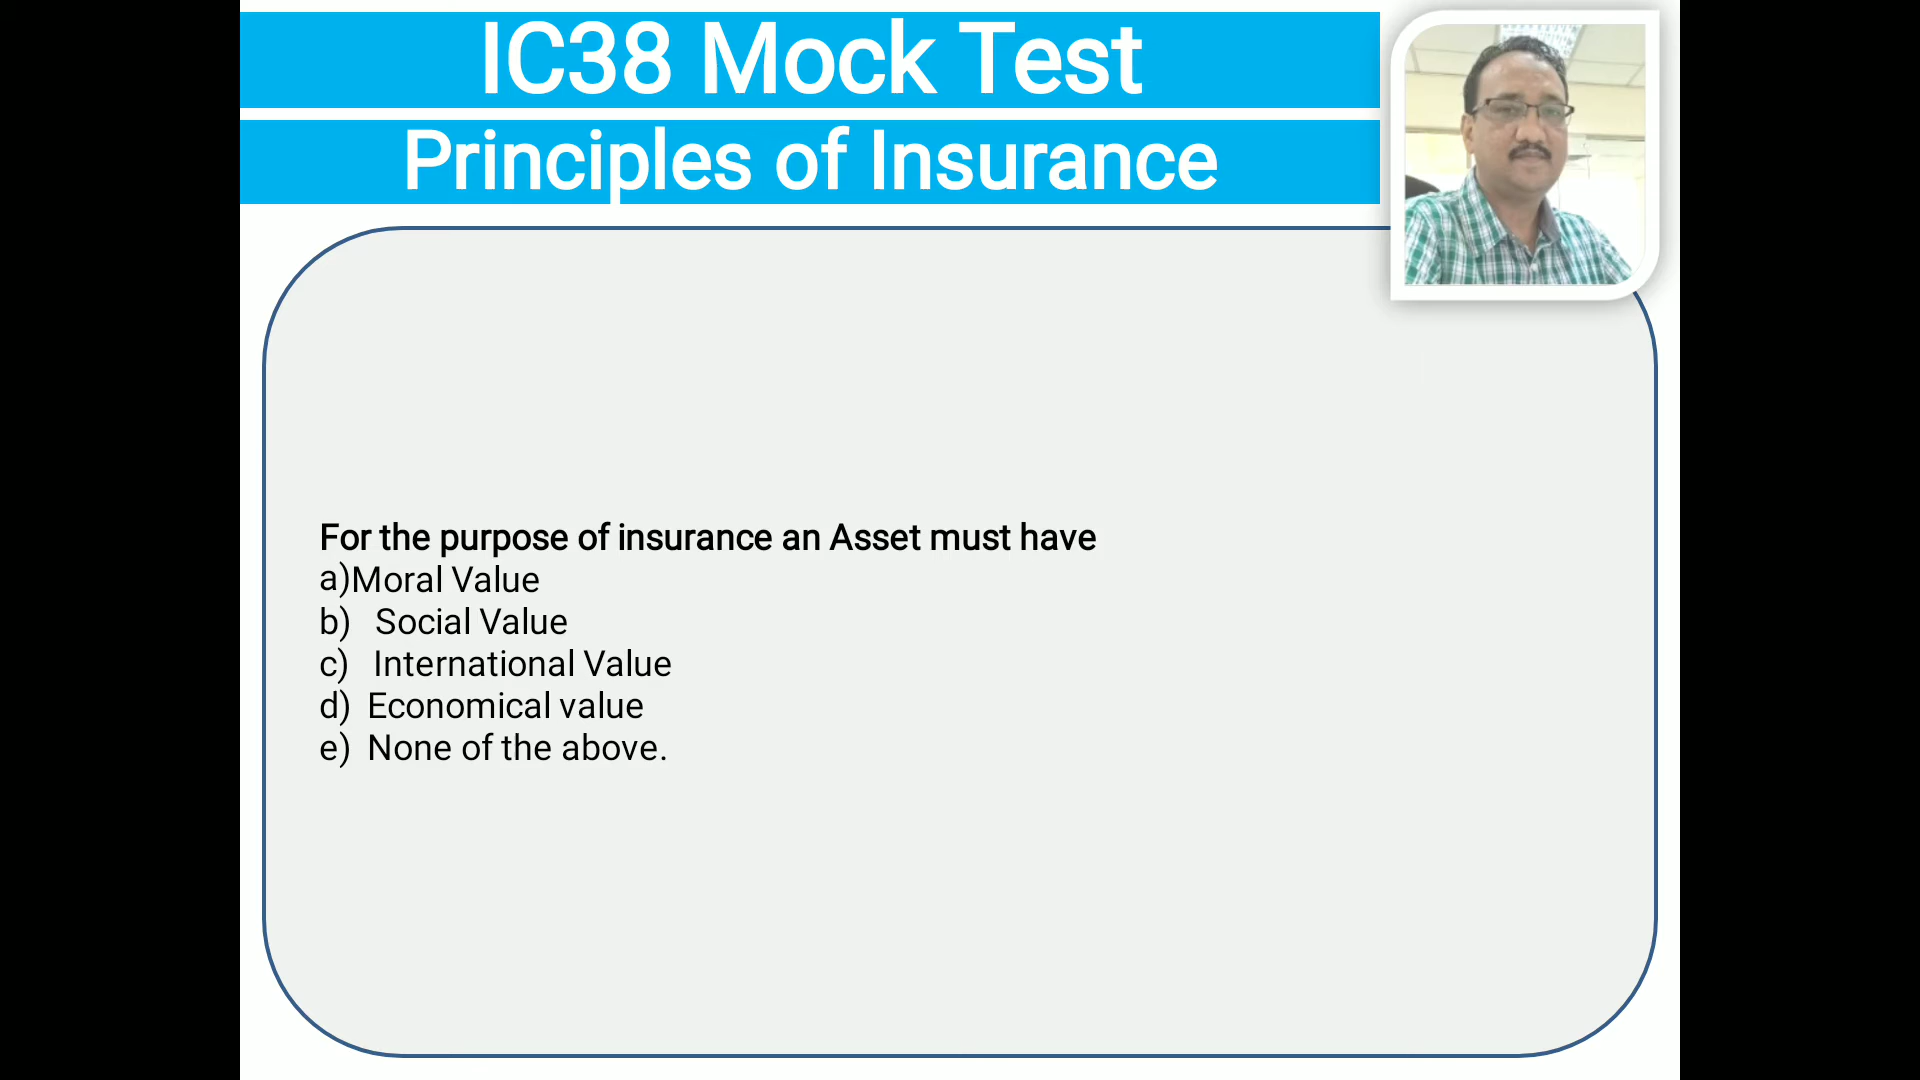 IC38 Mock Test
Principles of Insurance
For the purpose of insurance an Asset must have
a)Moral Value
b) Social Value
c) International Value
d) Economical value
e) None of the above.